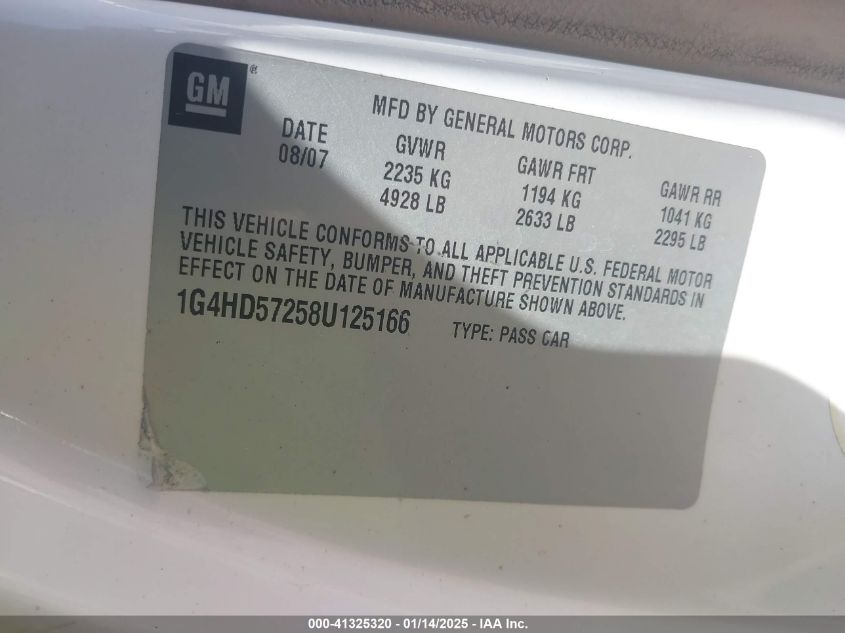 GM®
MFD BY GENERAL MOTORS CORP.
DATE GVWR GAWR FRT GAWR RR
08/07 2235 KG 1194 KG 1041 KG
4928 LB 2633 LB 2295 LB
THIS VEHICLE CONFORMS TO ALL APPLICABLE U.S. FEDERAL MOTOR
VEHICLE SAFETY, BUMPER, AND THEFT PREVENTION STANDARDS IN
EFFECT ON THE DATE OF MANUFACTURE SHOWN ABOVE.
1G4HD57258U125166 TYPE: PASS CAR
000-41325320 / 01/14/2025 - IAA Inc.